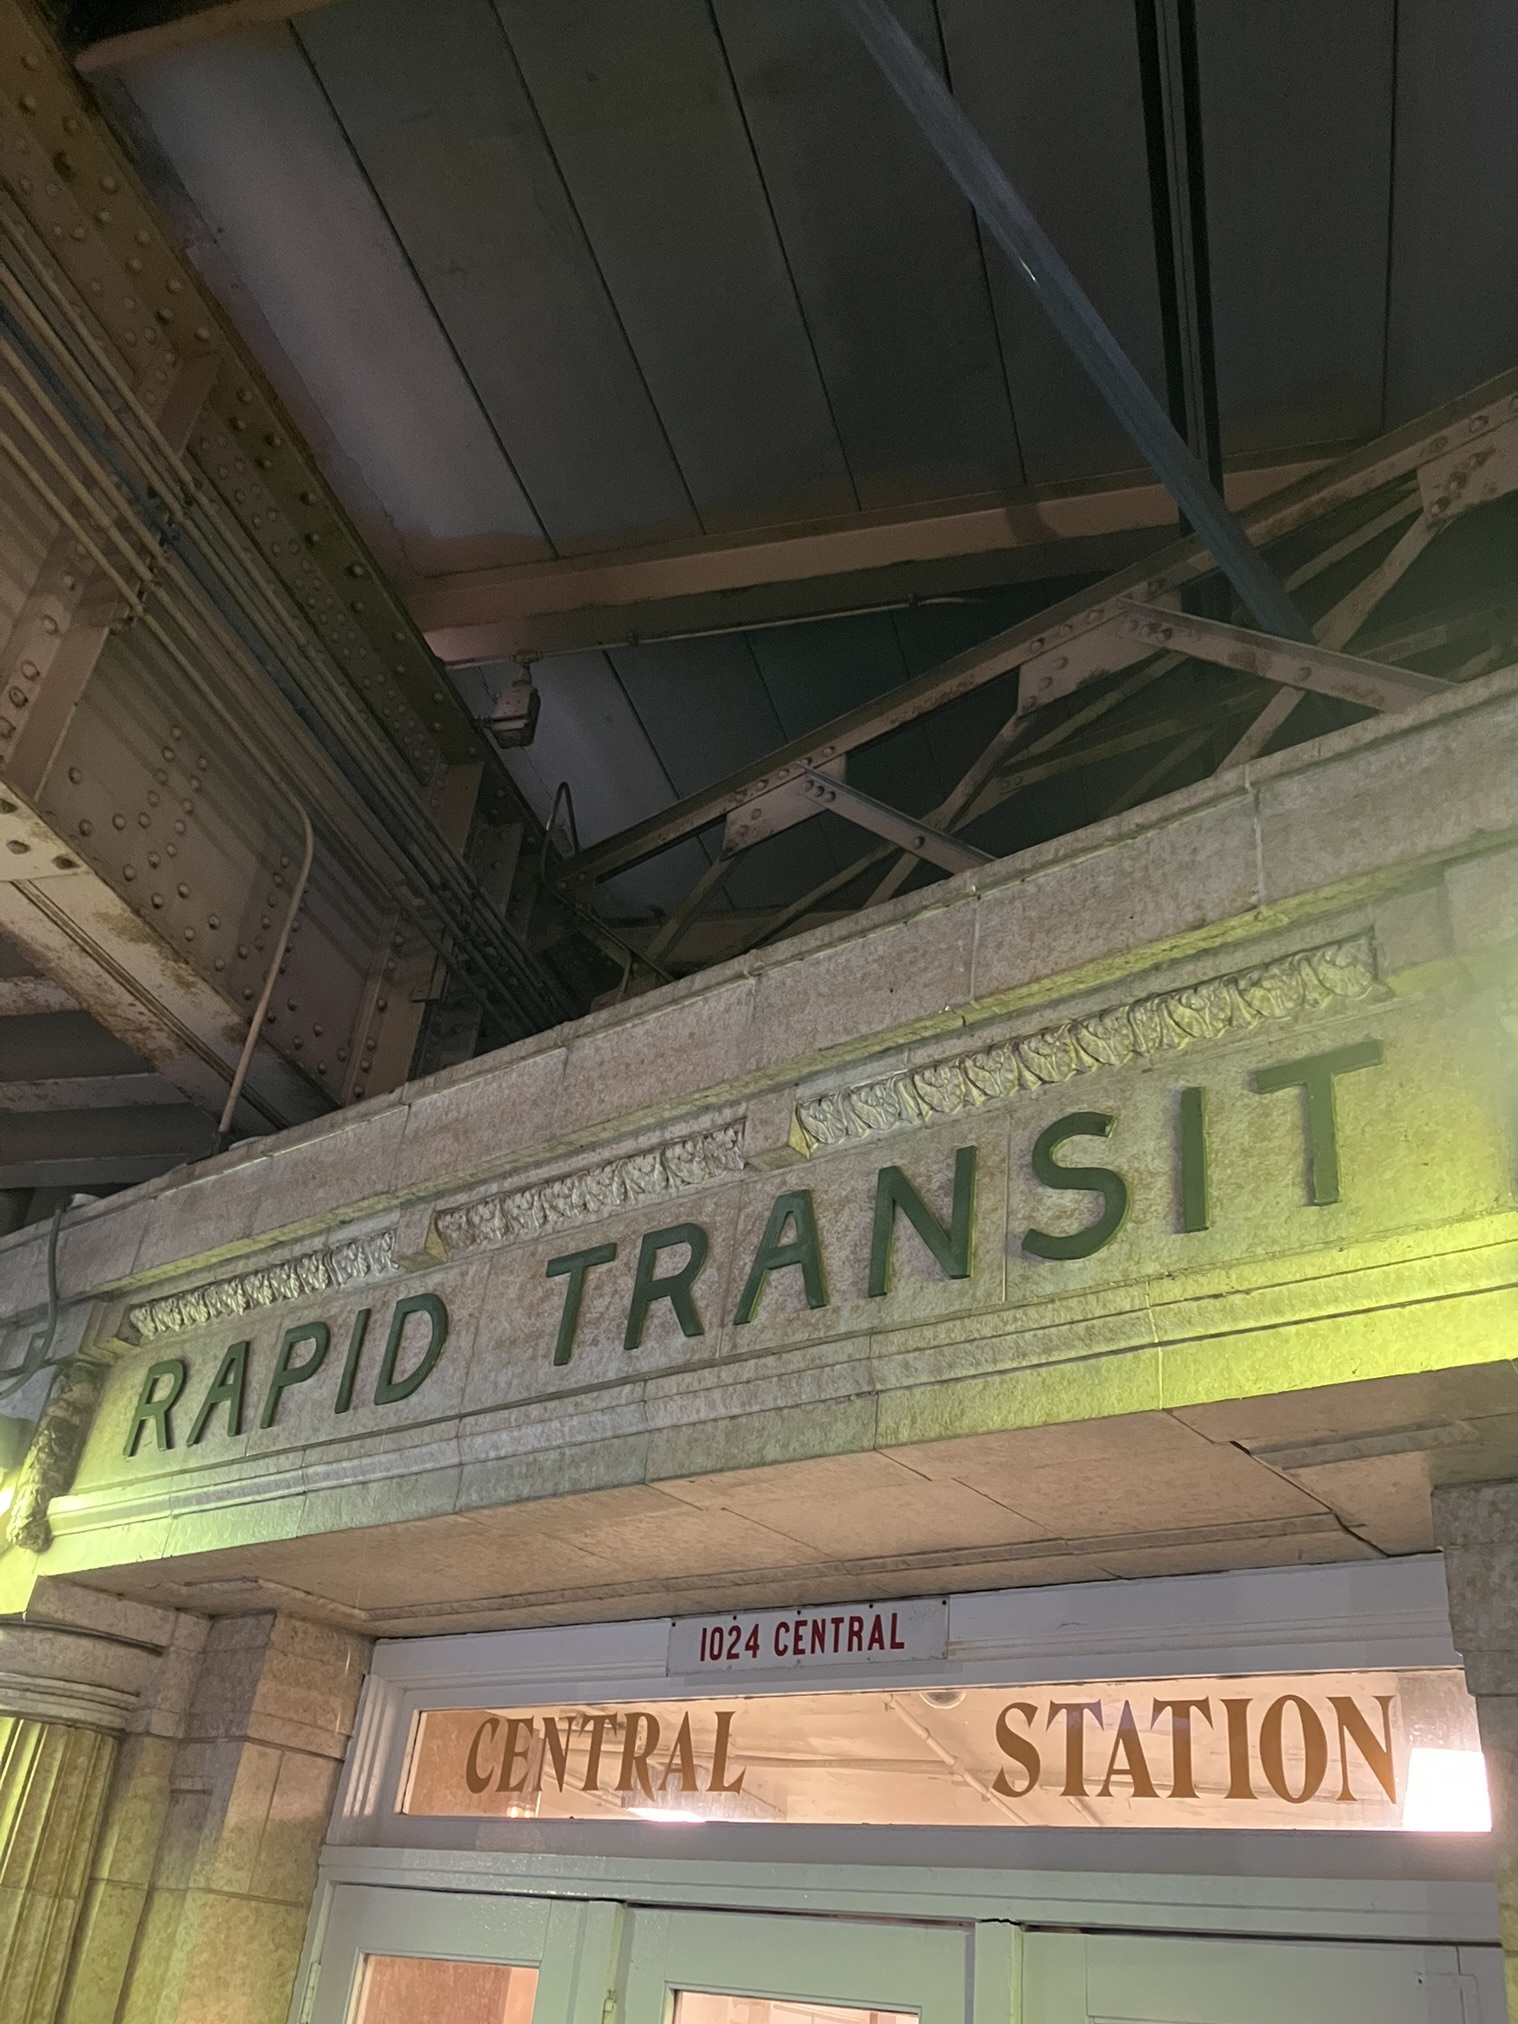 RAPID TRANSIT
1024 CENTRAL
CENTRAL STATION